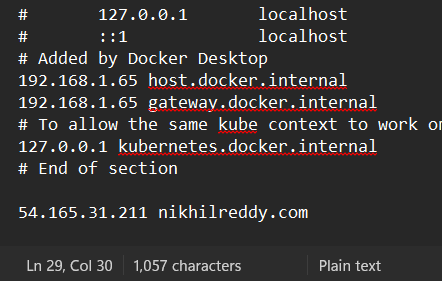 #       127.0.0.1       localhost
#       ::1             localhost
# Added by Docker Desktop
192.168.1.65 host.docker.internal
192.168.1.65 gateway.docker.internal
# To allow the same kube context to work on
127.0.0.1 kubernetes.docker.internal
# End of section
54.165.31.211 nikhilreddy.com
Ln 29, Col 30 1,057 characters Plain text